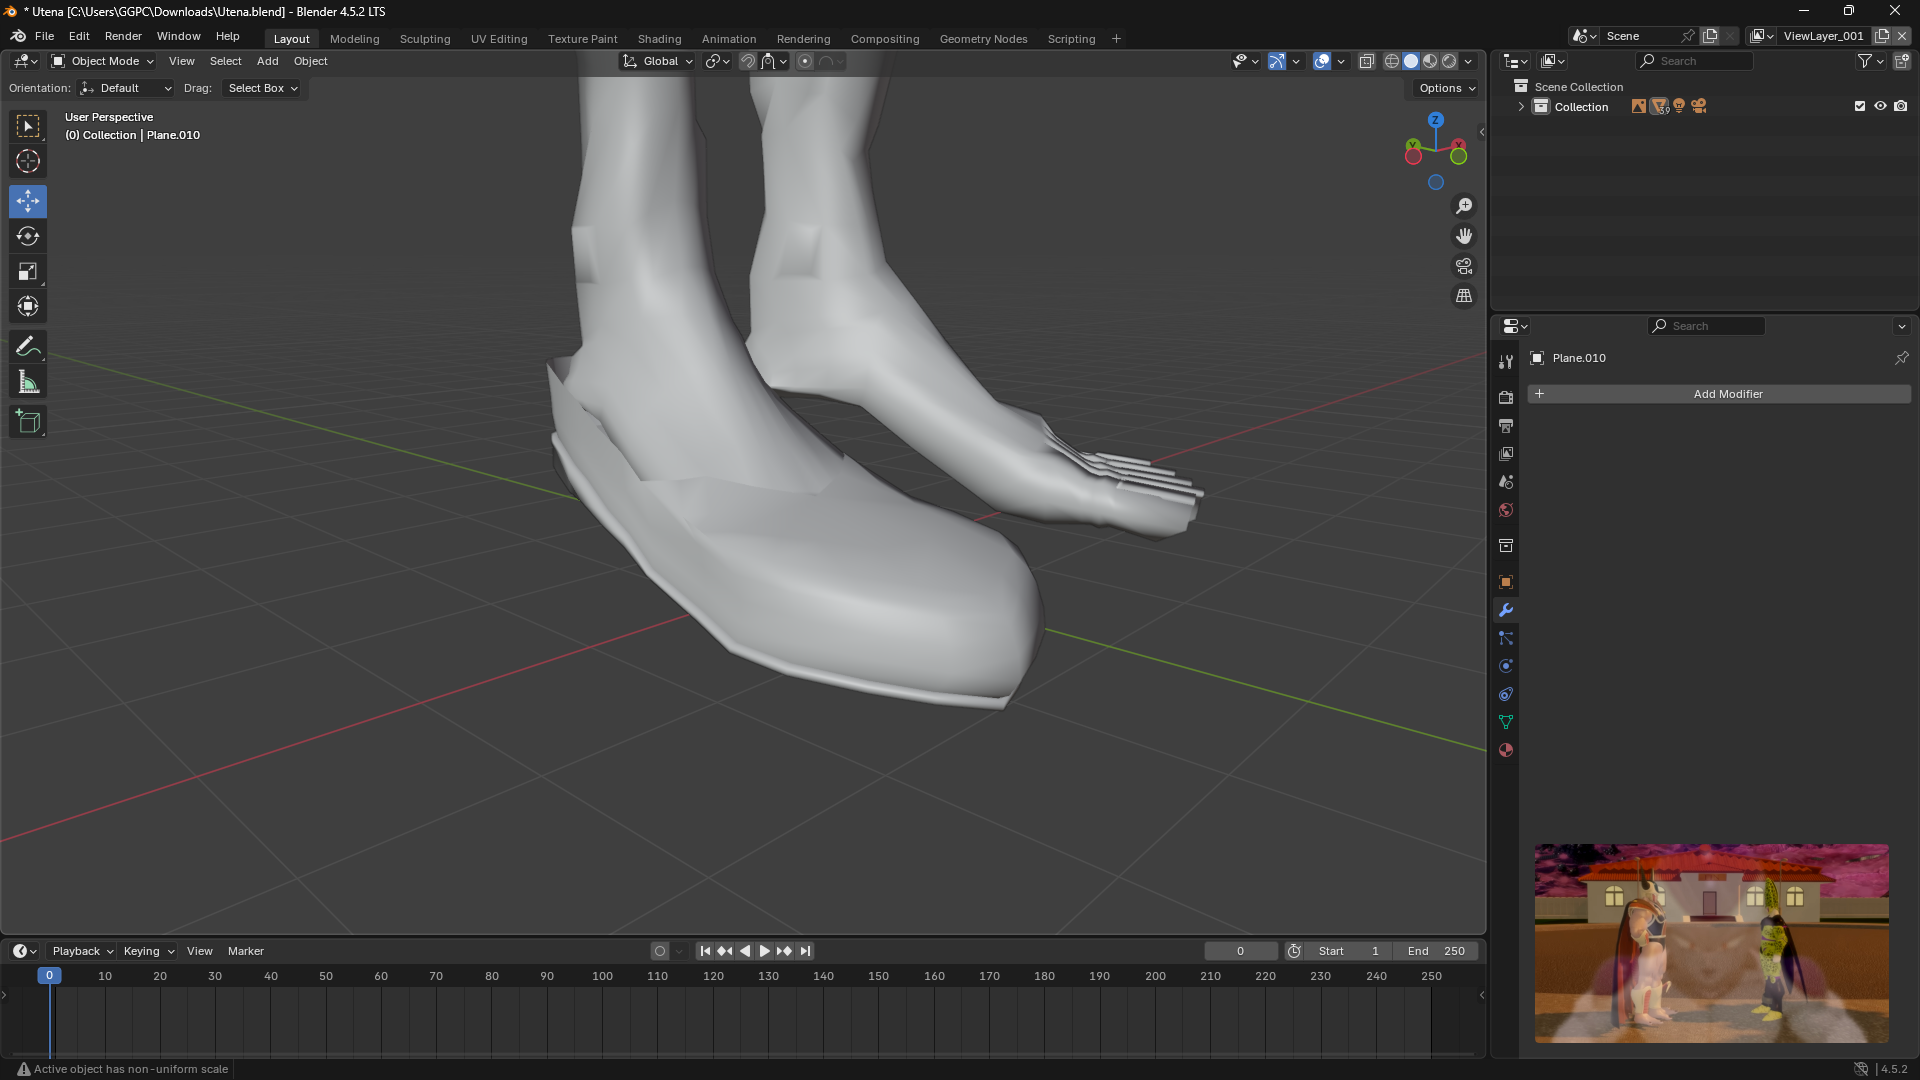 * Utena [C:\Users\GGPC\Downloads\Utena.blend] - Blender 4.5.2 LTS
File Edit Render Window Help Layout Modeling Sculpting UV Editing Texture Paint Shading Animation Rendering Compositing Geometry Nodes Scripting + Scene ViewLayer_001
Object Mode View Select Add Object Global Search
Orientation: Default Drag: Select Box Options
Scene Collection
Collection
User Perspective
(0) Collection | Plane.010
Z
Y X
Search
Plane.010
+ Add Modifier
Playback Keying View Marker 0 Start 1 End 250
0 10 20 30 40 50 60 70 80 90 100 110 120 130 140 150 160 170 180 190 200 210 220 230 240 250
Active object has non-uniform scale
4.5.2